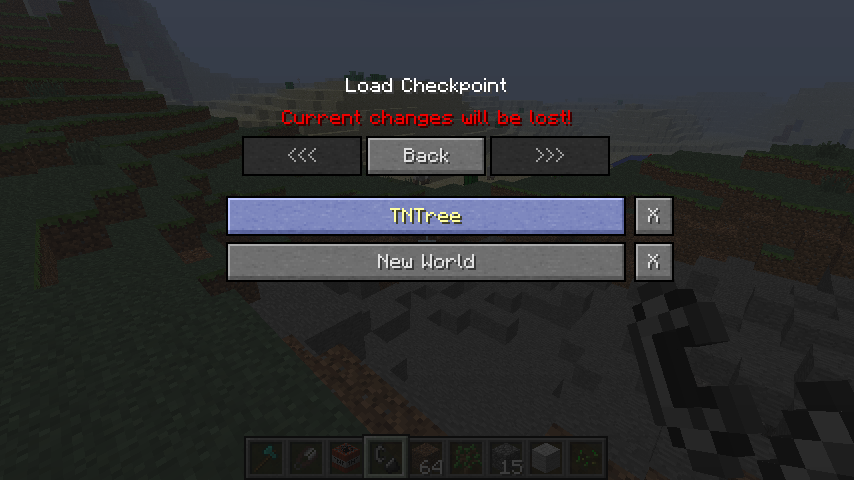 Load Checkpoint
Current changes will be lost!
<<< Back >>>
TNTree X
New World X
64 15